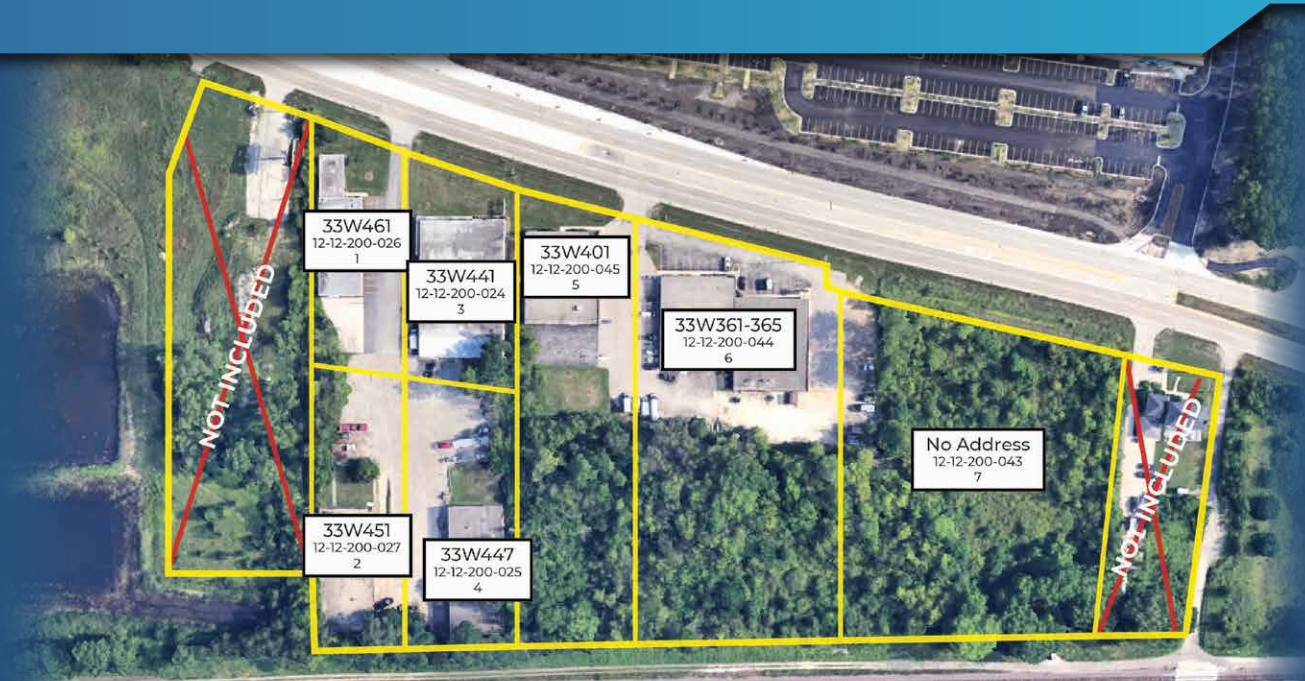 33W461
12-12-200-026
1
33W441
12-12-200-024
3
33W401
12-12-200-045
5
33W361-365
12-12-200-044
6
NOT INCLUDED
No Address
12-12-200-043
7
NOT INCLUDED
33W451
12-12-200-027
2
33W447
12-12-200-025
4